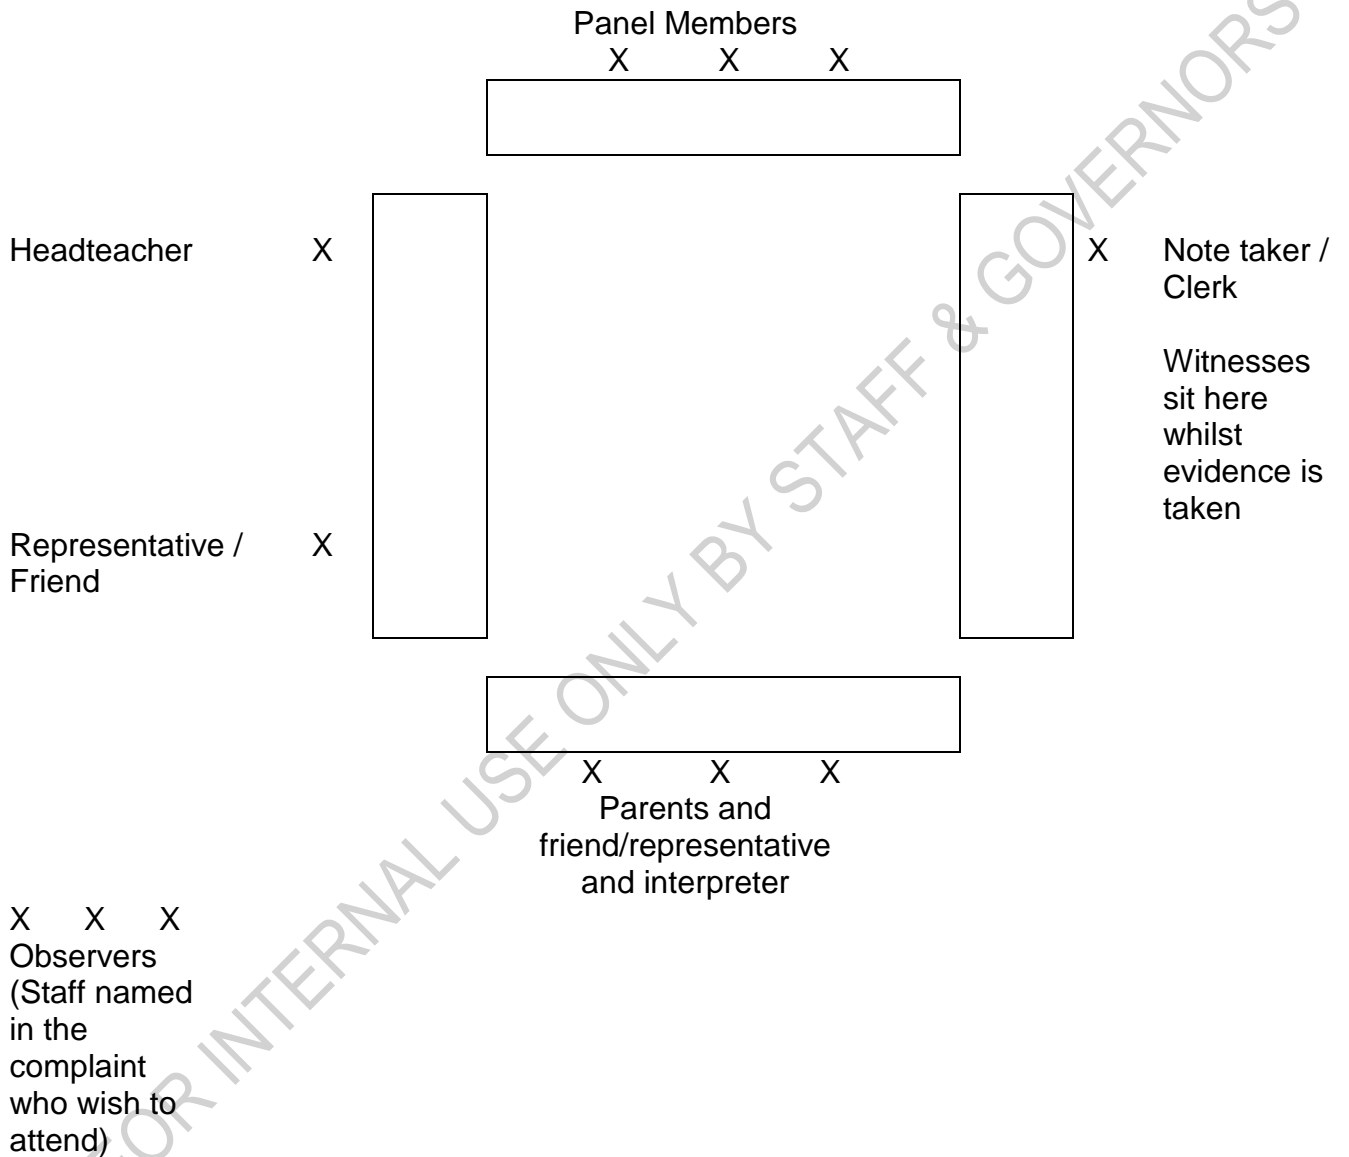 Panel Members
X X X
Headteacher X
X Note taker /
Clerk
Witnesses
sit here
whilst
evidence is
taken
Representative / X
Friend
X X X
Parents and
friend/representative
and interpreter
X X X
Observers
(Staff named
in the
complaint
who wish to
attend)
FOR INTERNAL USE ONLY BY STAFF & GOVERNORS